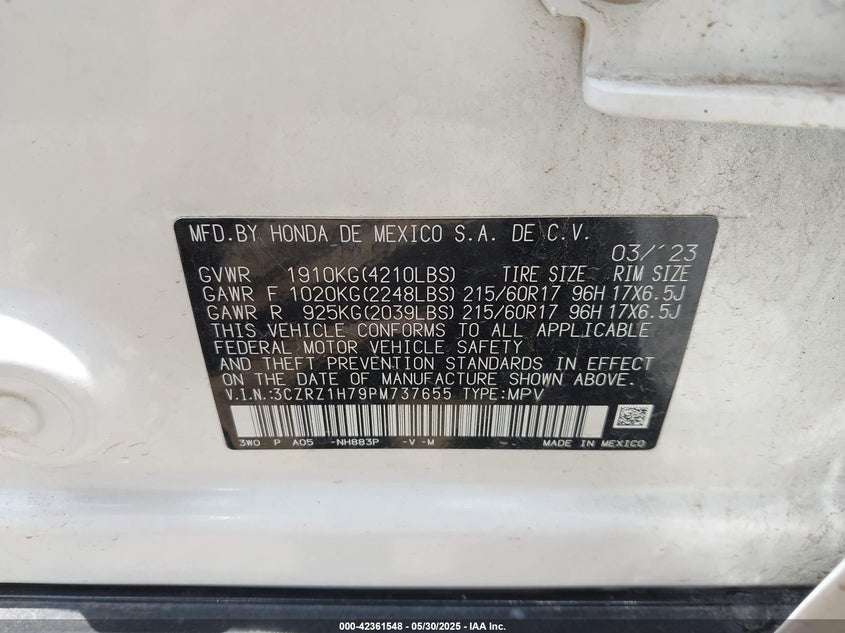 MFD.BY HONDA DE MEXICO S.A. DE C.V.
03/'23
GVWR 1910KG(4210LBS) TIRE SIZE RIM SIZE
GAWR F 1020KG(2248LBS) 215/60R17 96H 17X6.5J
GAWR R 925KG(2039LBS) 215/60R17 96H 17X6.5J
THIS VEHICLE CONFORMS TO ALL APPLICABLE
FEDERAL MOTOR VEHICLE SAFETY
AND THEFT PREVENTION STANDARDS IN EFFECT
ON THE DATE OF MANUFACTURE SHOWN ABOVE.
V.I.N.:3CZRZ1H79PM737655 TYPE:MPV
3W0 P A05 -NH883P -V-M - MADE IN MEXICO
000-42361548 - 05/30/2025 - IAA Inc.